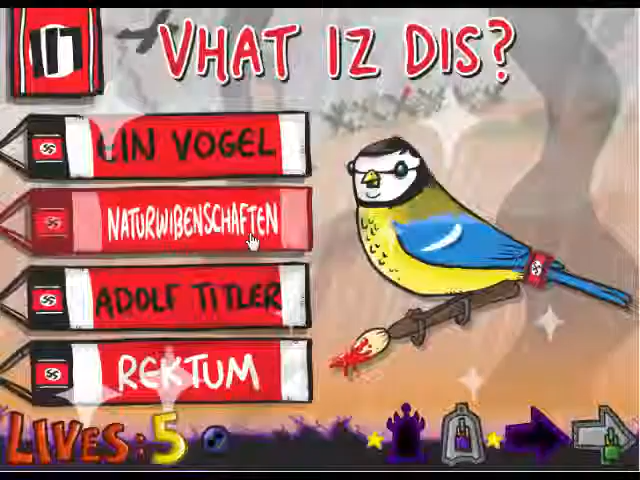 VHAT IZ DIS?
EIN VOGEL
NATURWIßENSCHAFTEN
ADOLF TITLER
REKTUM
LIVES: 5